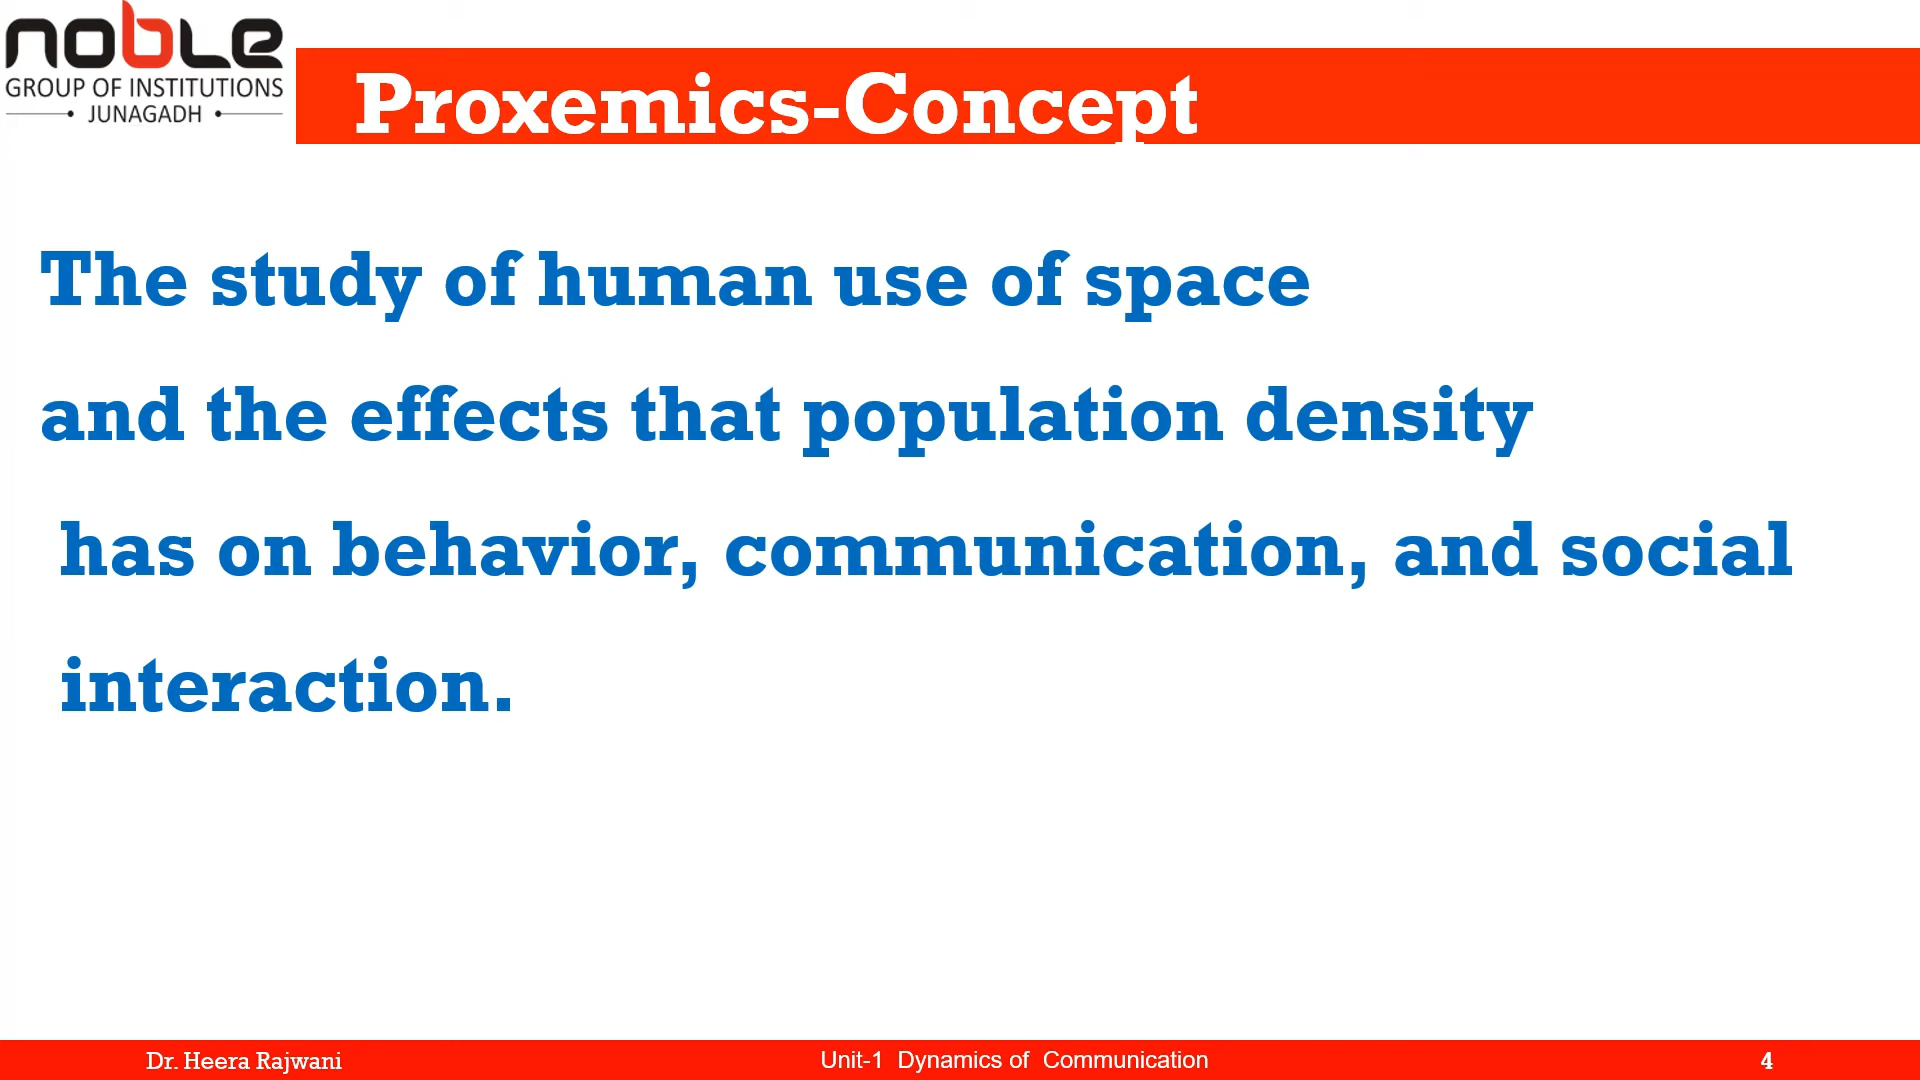 noble
GROUP OF INSTITUTIONS
JUNAGADH
Proxemics-Concept
The study of human use of space
and the effects that population density
has on behavior, communication, and social
interaction.
Dr. Heera Rajwani
Unit-1 Dynamics of Communication
4